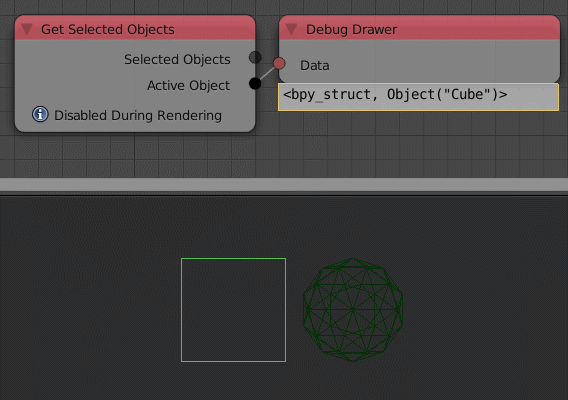 Get Selected Objects
Selected Objects
Active Object
Disabled During Rendering
Debug Drawer
Data
<bpy_struct, Object("Cube")>